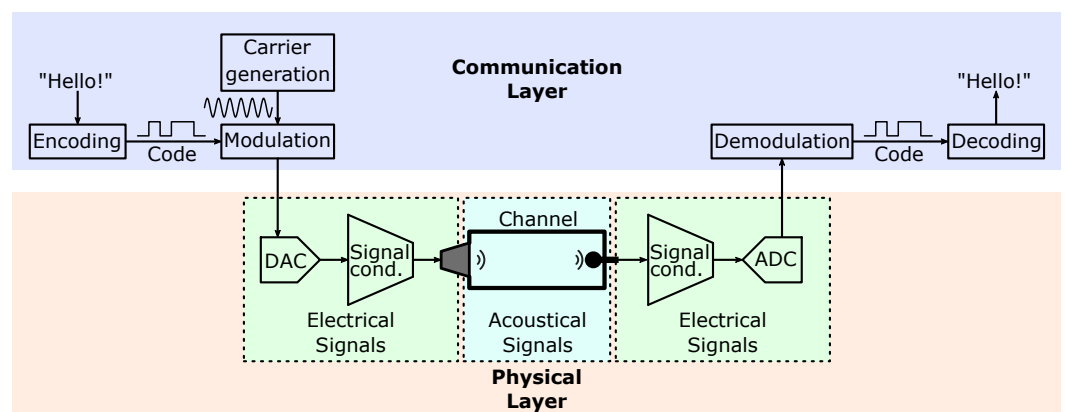 Carrier
generation
Communication
Layer
"Hello!"
"Hello!"
Encoding
Code
Modulation
Demodulation
Code
Decoding
Channel
DAC
Signal
cond.
Signal
cond.
ADC
Electrical
Signals
Acoustical
Signals
Electrical
Signals
Physical
Layer